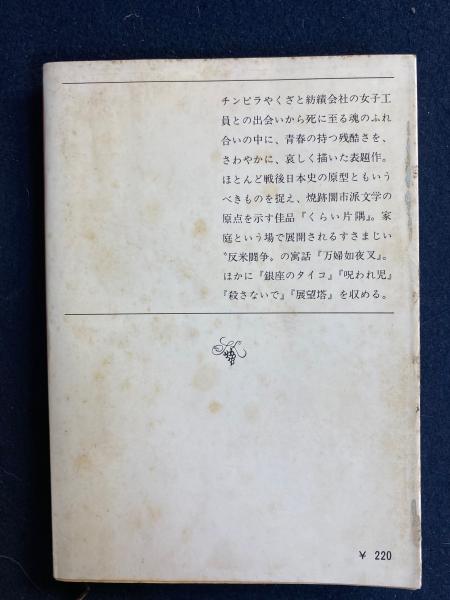 チンピラやくざと紡績会社の女子工
員との出会いから死に至る魂のふれ
合いの中に、青春の持つ残酷さを、
さわやかに、哀しく描いた表題作。
ほとんど戦後日本史の原型ともいう
べきものを捉え、焼跡闇市派文学の
原点を示す佳品『くらい片隅』。家
庭という場で展開されるすさまじい
〝反米闘争〟の寓話『万婦如夜叉』。
ほかに『銀座のタイコ』『呪われ児』
『殺さないで』『展望塔』を収める。
¥ 220